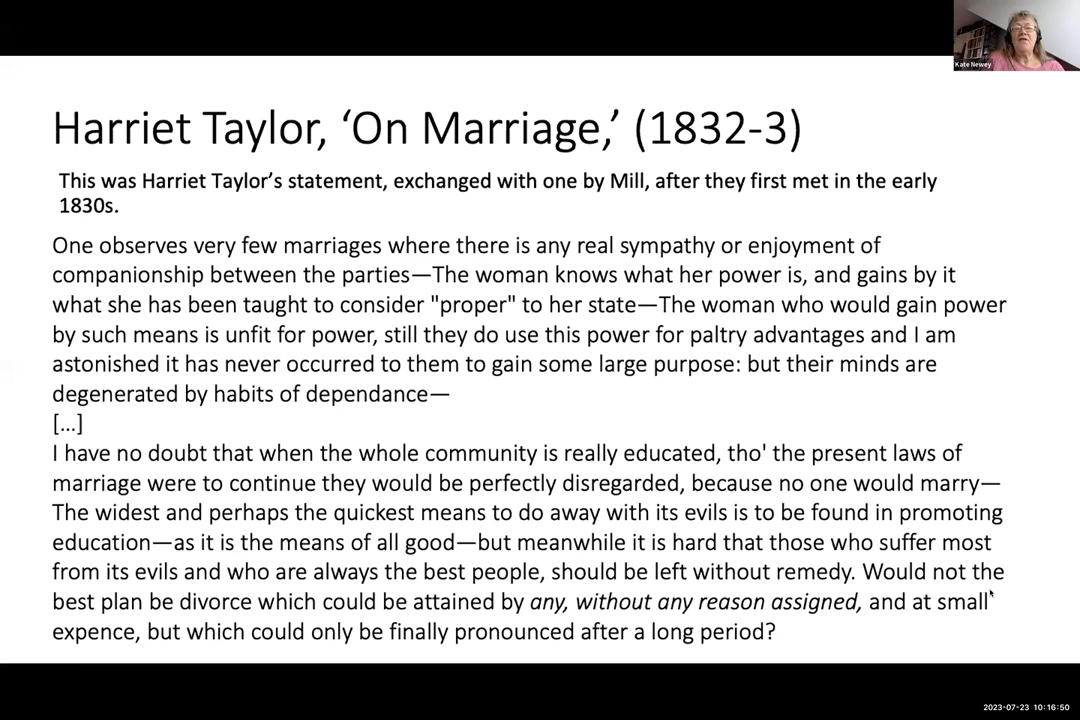 Kate Newey
Harriet Taylor, ‘On Marriage,’ (1832-3)
This was Harriet Taylor’s statement, exchanged with one by Mill, after they first met in the early
1830s.
One observes very few marriages where there is any real sympathy or enjoyment of
companionship between the parties—The woman knows what her power is, and gains by it
what she has been taught to consider "proper" to her state—The woman who would gain power
by such means is unfit for power, still they do use this power for paltry advantages and I am
astonished it has never occurred to them to gain some large purpose: but their minds are
degenerated by habits of dependance—
[…]
I have no doubt that when the whole community is really educated, tho' the present laws of
marriage were to continue they would be perfectly disregarded, because no one would marry—
The widest and perhaps the quickest means to do away with its evils is to be found in promoting
education—as it is the means of all good—but meanwhile it is hard that those who suffer most
from its evils and who are always the best people, should be left without remedy. Would not the
best plan be divorce which could be attained by any, without any reason assigned, and at small
expence, but which could only be finally pronounced after a long period?
2023-07-23 10:16:50